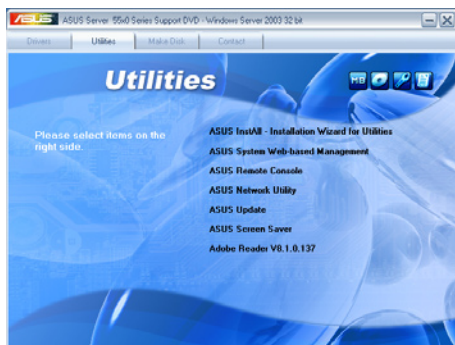 ASUS ASUS Server 55x0 Series Support DVD - Windows Server 2003 32 bit
Drivers Utilities Make Disk Contact
Utilities
MB
Please select items on the
right side.
ASUS InstAll - Installation Wizard for Utilities
ASUS System Web-based Management
ASUS Remote Console
ASUS Network Utility
ASUS Update
ASUS Screen Saver
Adobe Reader V8.1.0.137